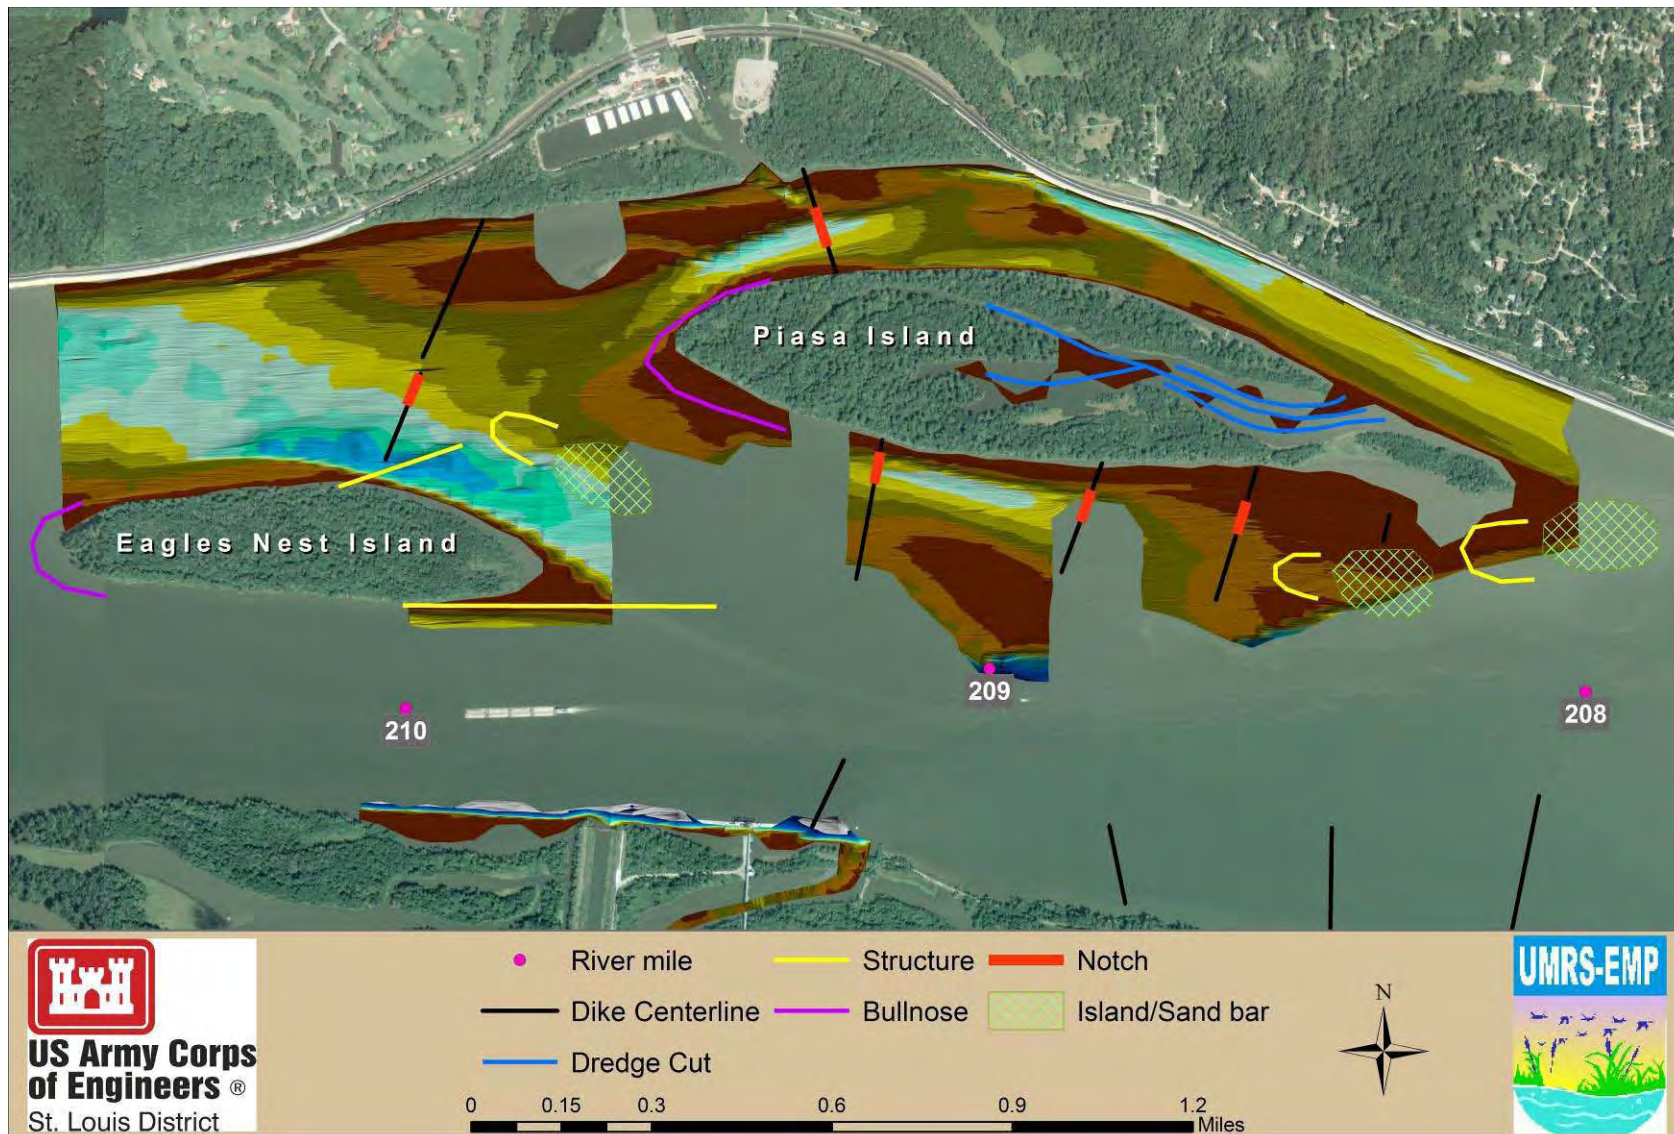 Piasa Island
Eagles Nest Island
209
210
208
River mile
Structure
Notch
Dike Centerline
Bullnose
Island/Sand bar
Dredge Cut
US Army Corps
of Engineers ®
St. Louis District
N
UMRS-EMP
0 0.15 0.3 0.6 0.9 1.2
Miles